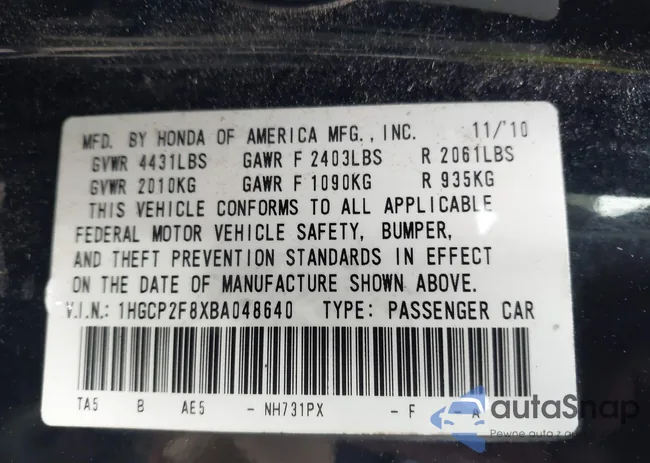 MFD. BY HONDA OF AMERICA MFG., INC. 11/'10
GVWR 4431LBS GAWR F 2403LBS R 2061LBS
GVWR 2010KG GAWR F 1090KG R 935KG
THIS VEHICLE CONFORMS TO ALL APPLICABLE
FEDERAL MOTOR VEHICLE SAFETY, BUMPER,
AND THEFT PREVENTION STANDARDS IN EFFECT
ON THE DATE OF MANUFACTURE SHOWN ABOVE.
V.I.N.: 1HGCP2F8XBA048640 TYPE: PASSENGER CAR
TA5 B AE5 - NH731PX - F - A
autoSnap
Pewne auta z